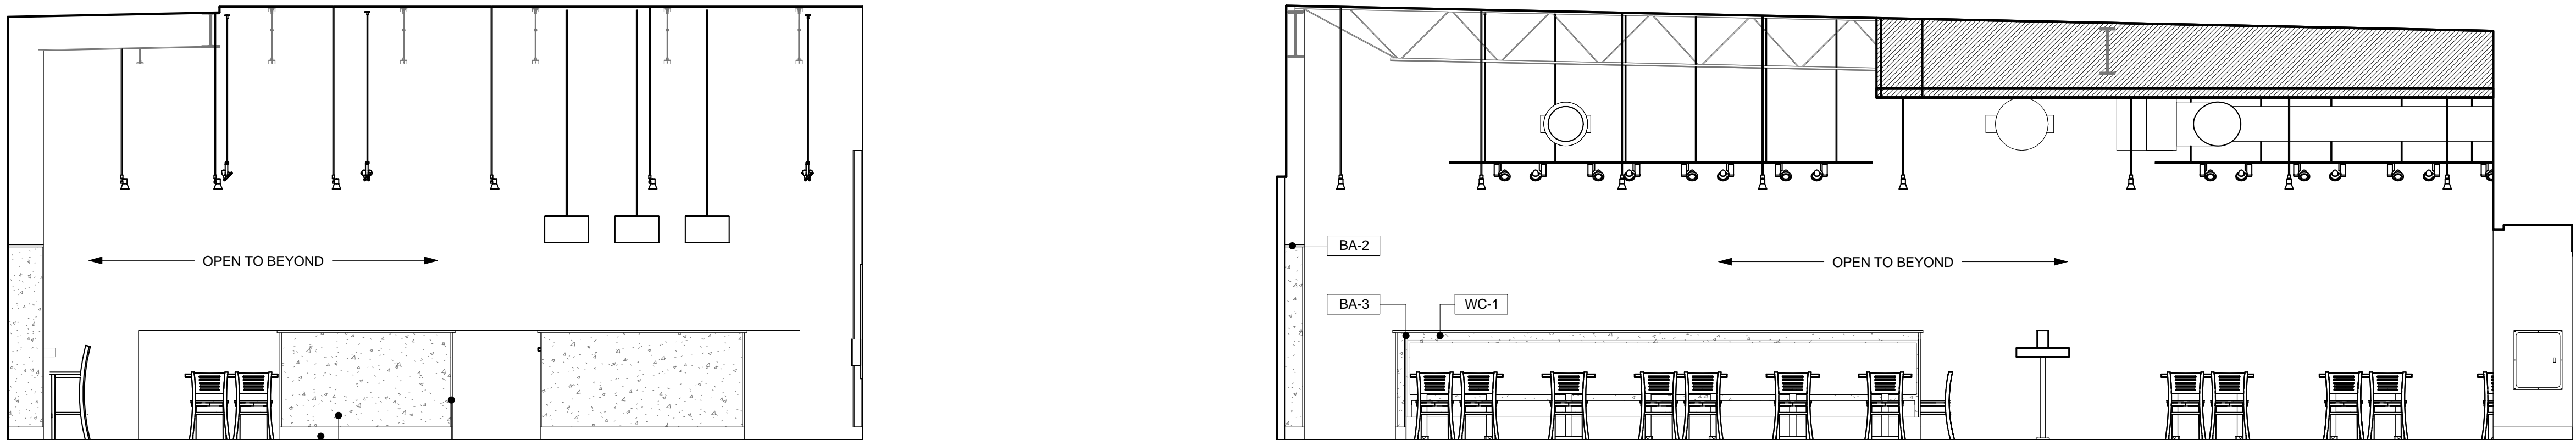 OPEN TO BEYOND
BA-2
OPEN TO BEYOND
BA-3
WC-1